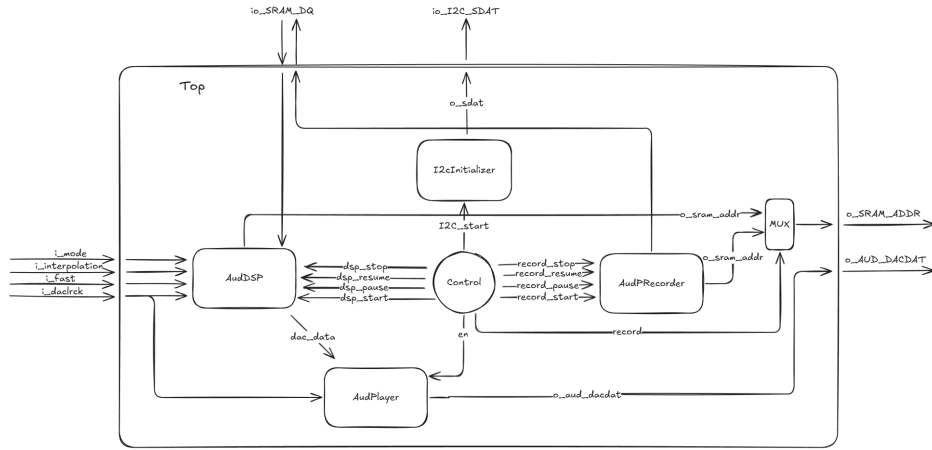 io_SRAM_DQ
io_I2C_SDAT
Top
o_sdat
I2cInitializer
o_sram_addr
MUX
o_SRAM_ADDR
I2C_start
i_mode
i_interpolation
i_fast
i_daclrck
AudDSP
dsp_stop
dsp_resume
dsp_pause
dsp_start
Control
record_stop
record_resume
record_pause
record_start
AudPRecorder
o_sram_addr
o_AUD_DACDAT
dac_data
en
record
AudPlayer
o_aud_dacdat